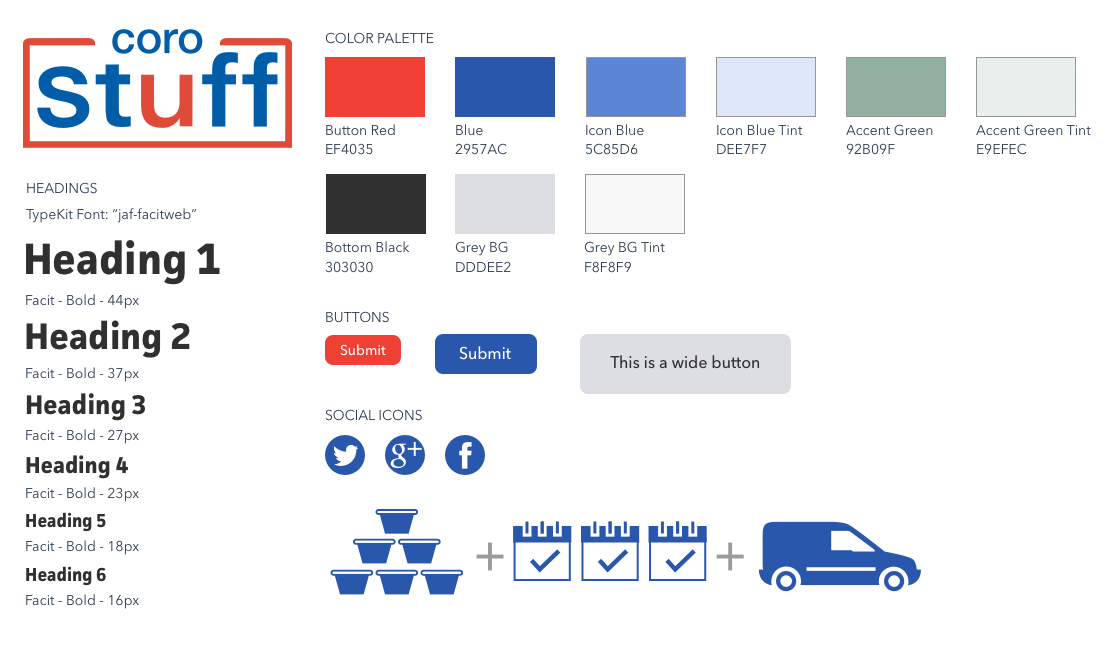 coro
stuff
HEADINGS
TypeKit Font: “jaf-facitweb”
Heading 1
Facit - Bold - 44px
Heading 2
Facit - Bold - 37px
Heading 3
Facit - Bold - 27px
Heading 4
Facit - Bold - 23px
Heading 5
Facit - Bold - 18px
Heading 6
Facit - Bold - 16px
COLOR PALETTE
Button Red
EF4035
Blue
2957AC
Icon Blue
5C85D6
Icon Blue Tint
DEE7F7
Accent Green
92B09F
Accent Green Tint
E9EFEC
Bottom Black
303030
Grey BG
DDDEE2
Grey BG Tint
F8F8F9
BUTTONS
Submit
Submit
This is a wide button
SOCIAL ICONS
g+
f